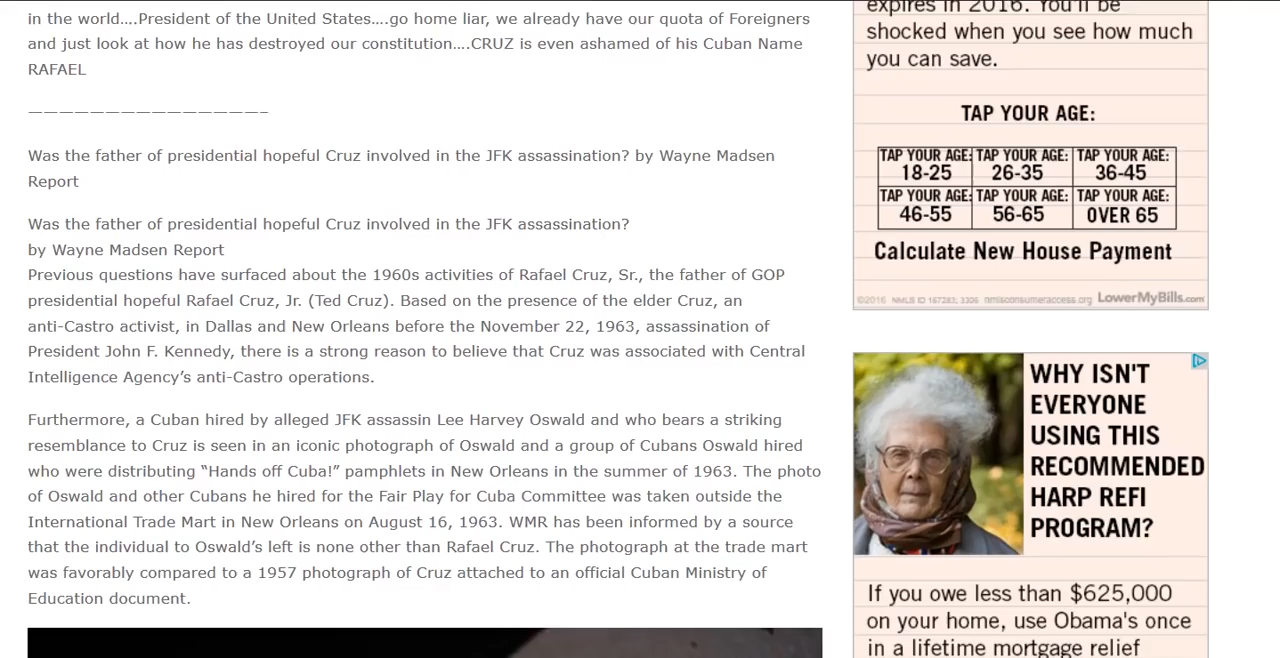 in the world….President of the United States….go home liar, we already have our quota of Foreigners
and just look at how he has destroyed our constitution….CRUZ is even ashamed of his Cuban Name
RAFAEL
———————————————–
Was the father of presidential hopeful Cruz involved in the JFK assassination? by Wayne Madsen
Report
Was the father of presidential hopeful Cruz involved in the JFK assassination?
by Wayne Madsen Report
Previous questions have surfaced about the 1960s activities of Rafael Cruz, Sr., the father of GOP
presidential hopeful Rafael Cruz, Jr. (Ted Cruz). Based on the presence of the elder Cruz, an
anti-Castro activist, in Dallas and New Orleans before the November 22, 1963, assassination of
President John F. Kennedy, there is a strong reason to believe that Cruz was associated with Central
Intelligence Agency’s anti-Castro operations.
Furthermore, a Cuban hired by alleged JFK assassin Lee Harvey Oswald and who bears a striking
resemblance to Cruz is seen in an iconic photograph of Oswald and a group of Cubans Oswald hired
who were distributing “Hands off Cuba!” pamphlets in New Orleans in the summer of 1963. The photo
of Oswald and other Cubans he hired for the Fair Play for Cuba Committee was taken outside the
International Trade Mart in New Orleans on August 16, 1963. WMR has been informed by a source
that the individual to Oswald’s left is none other than Rafael Cruz. The photograph at the trade mart
was favorably compared to a 1957 photograph of Cruz attached to an official Cuban Ministry of
Education document.
expires in 2016. You'll be
shocked when you see how much
you can save.
TAP YOUR AGE:
TAP YOUR AGE: TAP YOUR AGE: TAP YOUR AGE:
18-25 26-35 36-45
TAP YOUR AGE: TAP YOUR AGE: TAP YOUR AGE:
46-55 56-65 OVER 65
Calculate New House Payment
©2016 NMLS ID 167283, 3306 nmlsconsumeraccess.org LowerMyBills.com
WHY ISN'T
EVERYONE
USING THIS
RECOMMENDED
HARP REFI
PROGRAM?
If you owe less than $625,000
on your home, use Obama's once
in a lifetime mortgage relief